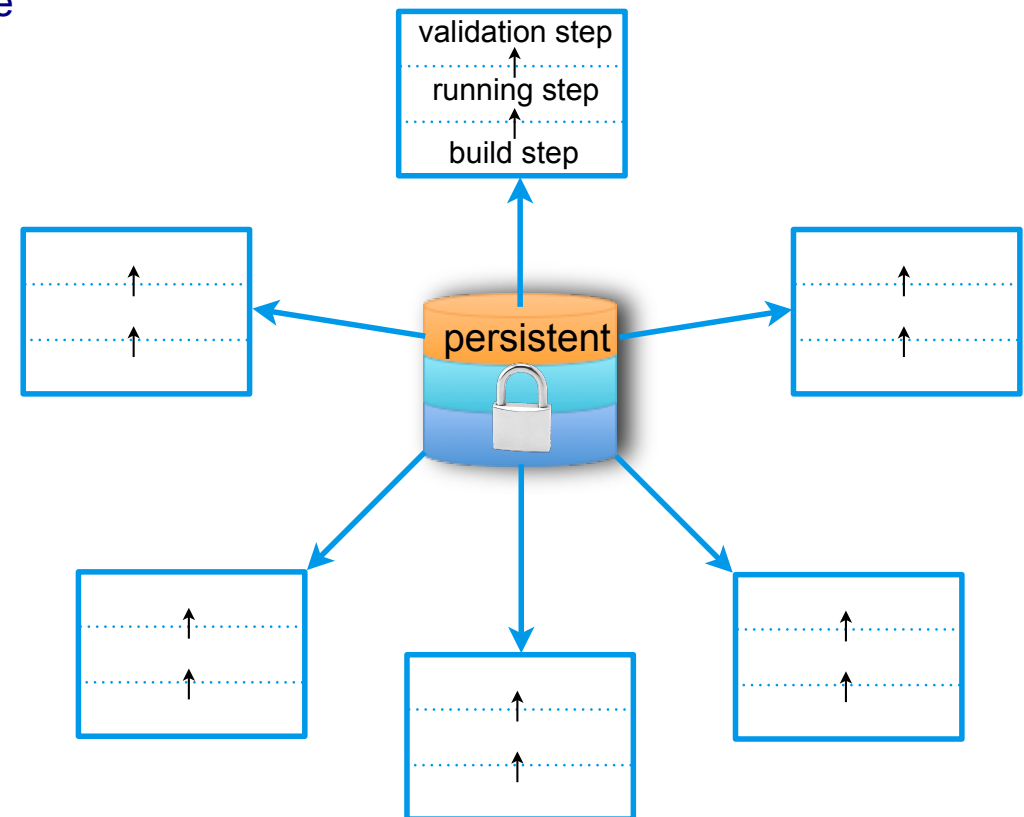 e
validation step
running step
build step
persistent